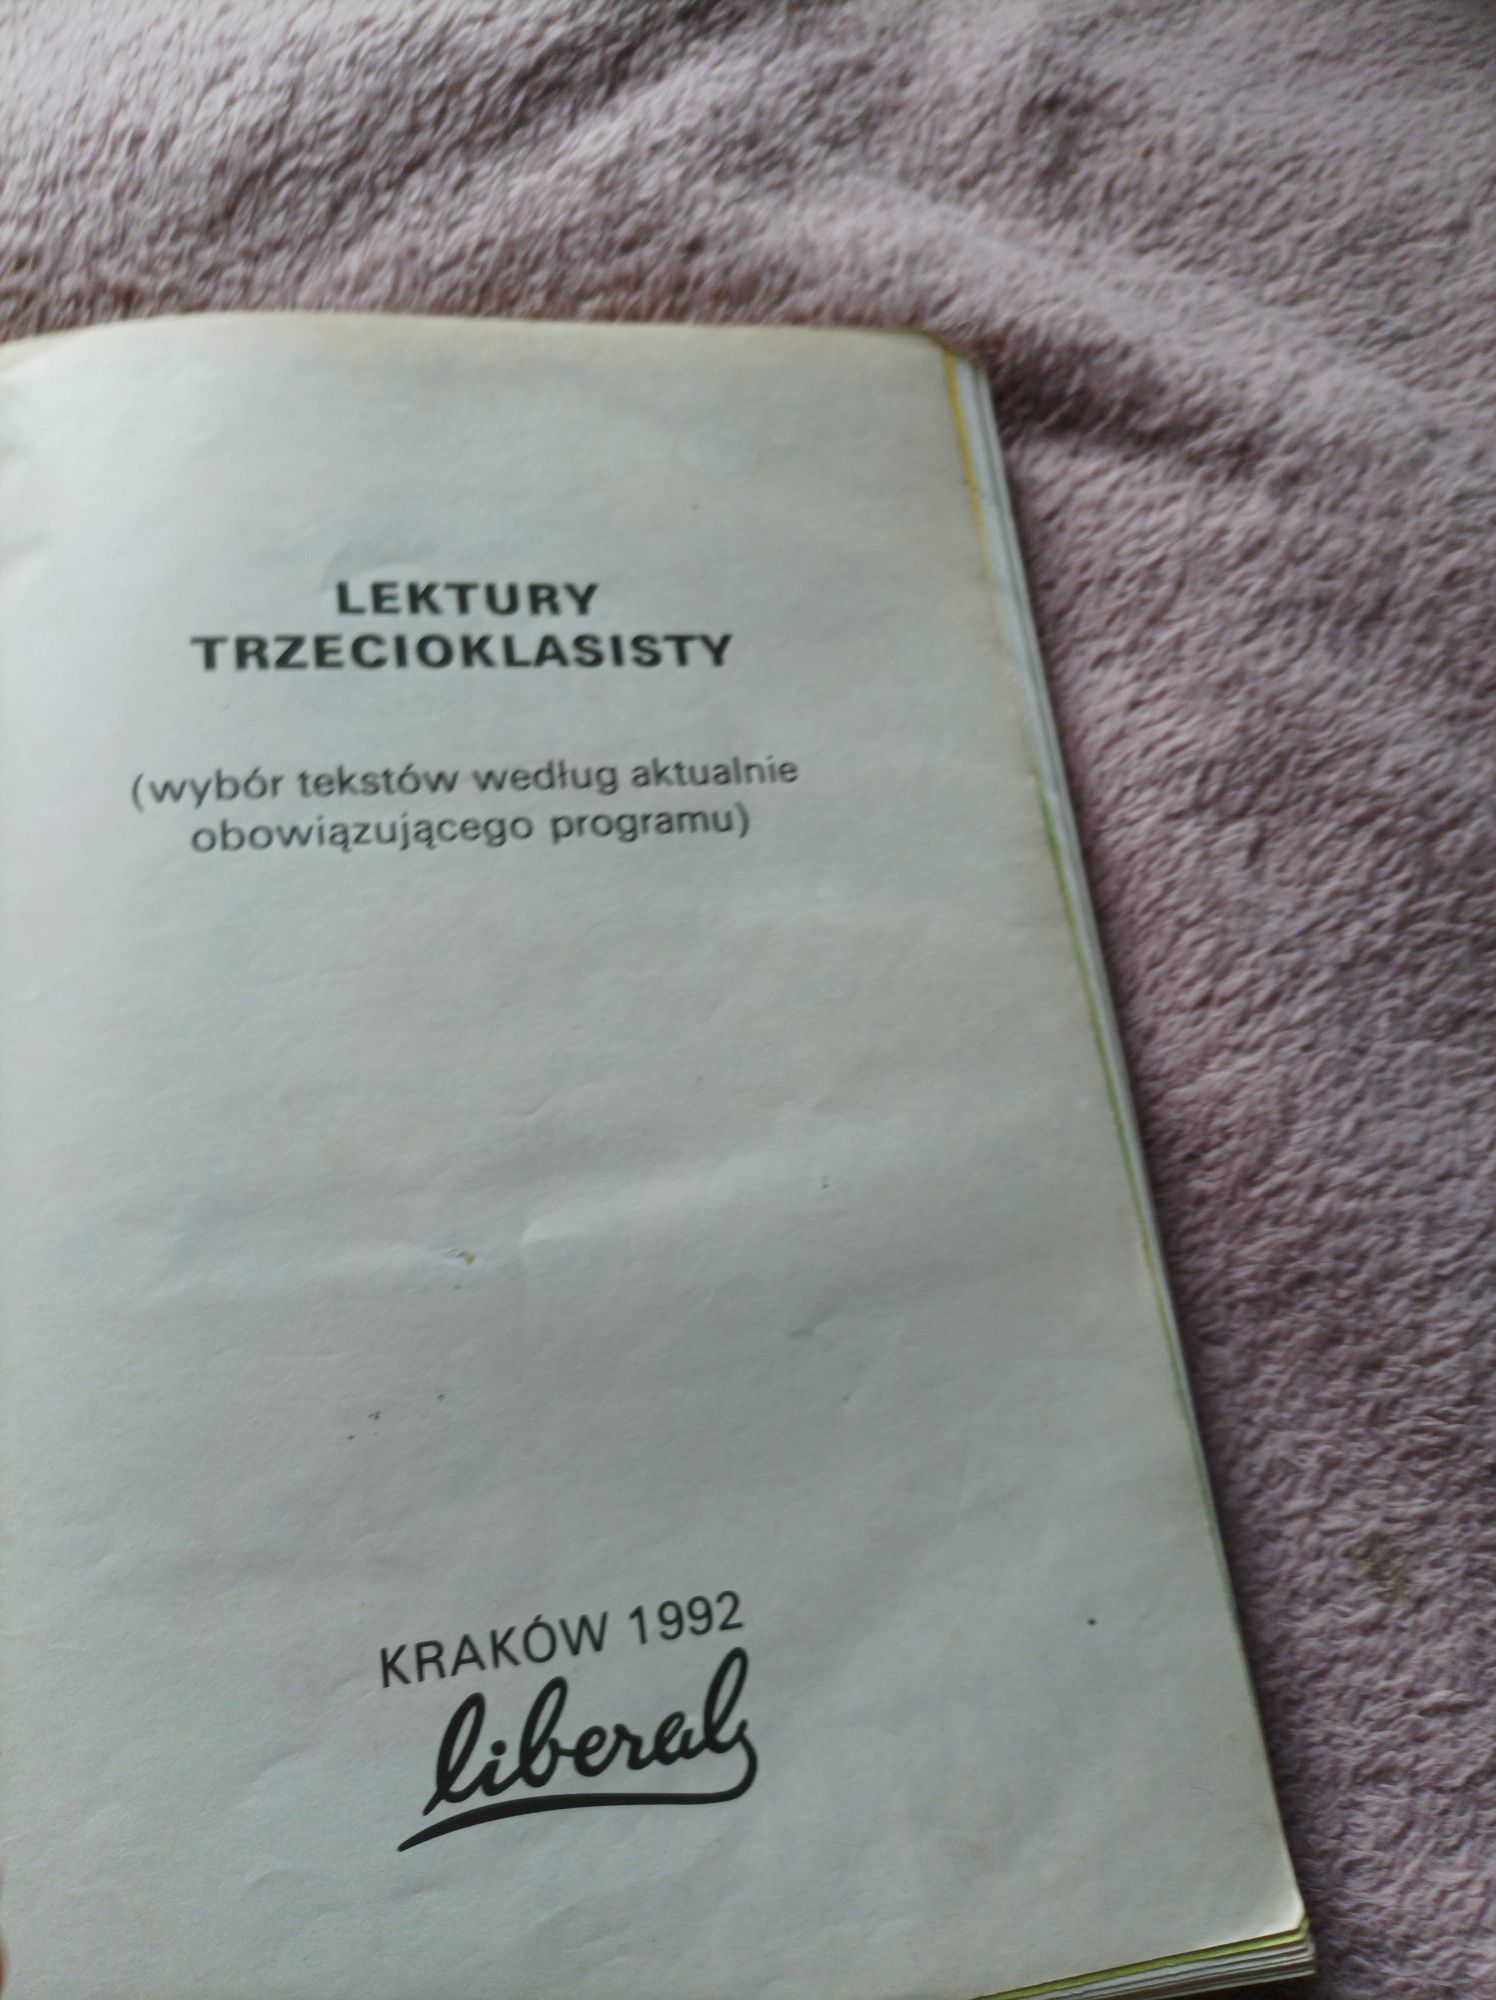 LEKTURY
TRZECIOKLASISTY
(wybór tekstów według aktualnie
obowiązującego programu)
KRAKÓW 1992
liberal